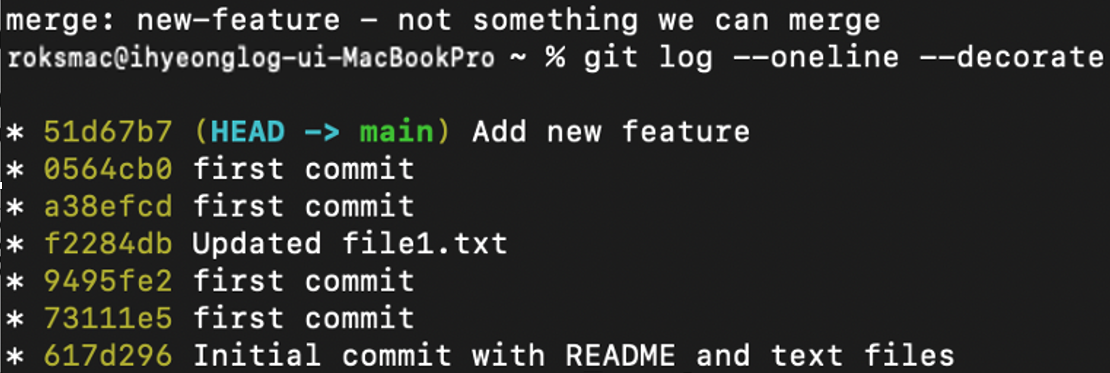 merge: new-feature - not something we can merge
roksmac@ihyeonglog-ui-MacBookPro ~ % git log --oneline --decorate
* 51d67b7 (HEAD -> main) Add new feature
* 0564cb0 first commit
* a38efcd first commit
* f2284db Updated file1.txt
* 9495fe2 first commit
* 73111e5 first commit
* 617d296 Initial commit with README and text files